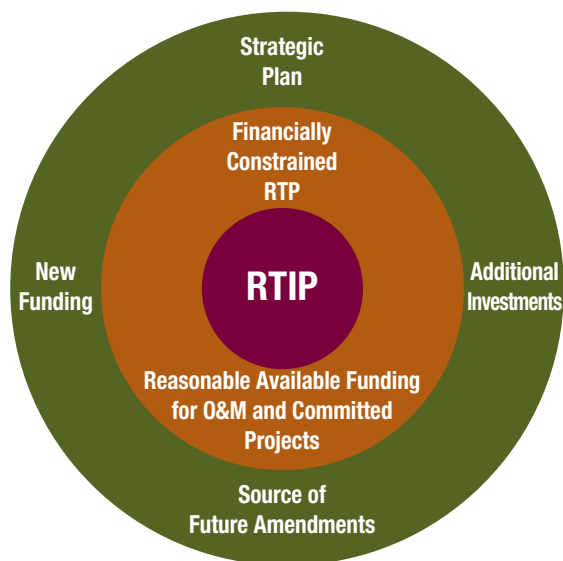 Strategic
Plan
Financially
Constrained
RTP
New
Funding
RTIP
Additional
Investments
Reasonable Available Funding
for O&M and Committed
Projects
Source of
Future Amendments